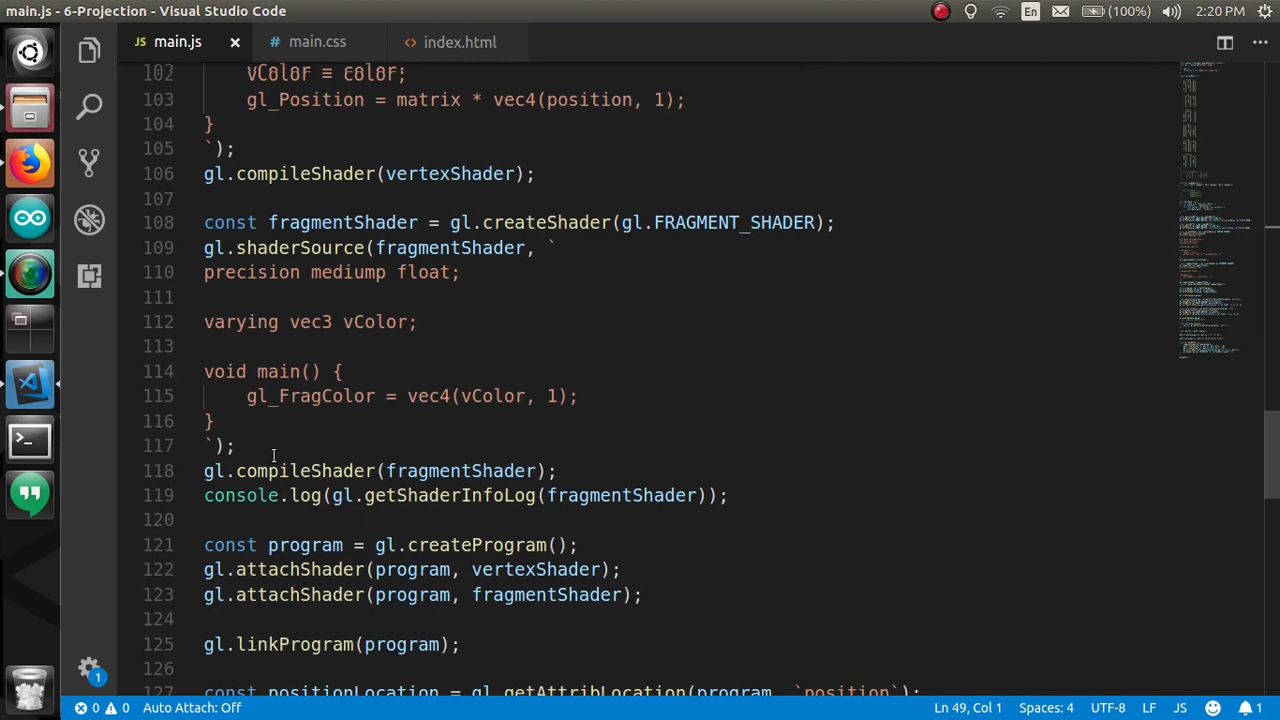 main.js - 6-Projection - Visual Studio Code
En
(100%)
2:20 PM
JS main.js ×
# main.css
<> index.html
102 vColor = color;
103 gl_Position = matrix * vec4(position, 1);
104 }
105 `);
106 gl.compileShader(vertexShader);
107
108 const fragmentShader = gl.createShader(gl.FRAGMENT_SHADER);
109 gl.shaderSource(fragmentShader, `
110 precision mediump float;
111
112 varying vec3 vColor;
113
114 void main() {
115 gl_FragColor = vec4(vColor, 1);
116 }
117 `);
118 gl.compileShader(fragmentShader);
119 console.log(gl.getShaderInfoLog(fragmentShader));
120
121 const program = gl.createProgram();
122 gl.attachShader(program, vertexShader);
123 gl.attachShader(program, fragmentShader);
124
125 gl.linkProgram(program);
126
127 const positionLocation = gl.getAttribLocation(program, `position`);
1
0 0 Auto Attach: Off
Ln 49, Col 1
Spaces: 4
UTF-8
LF
JS
1